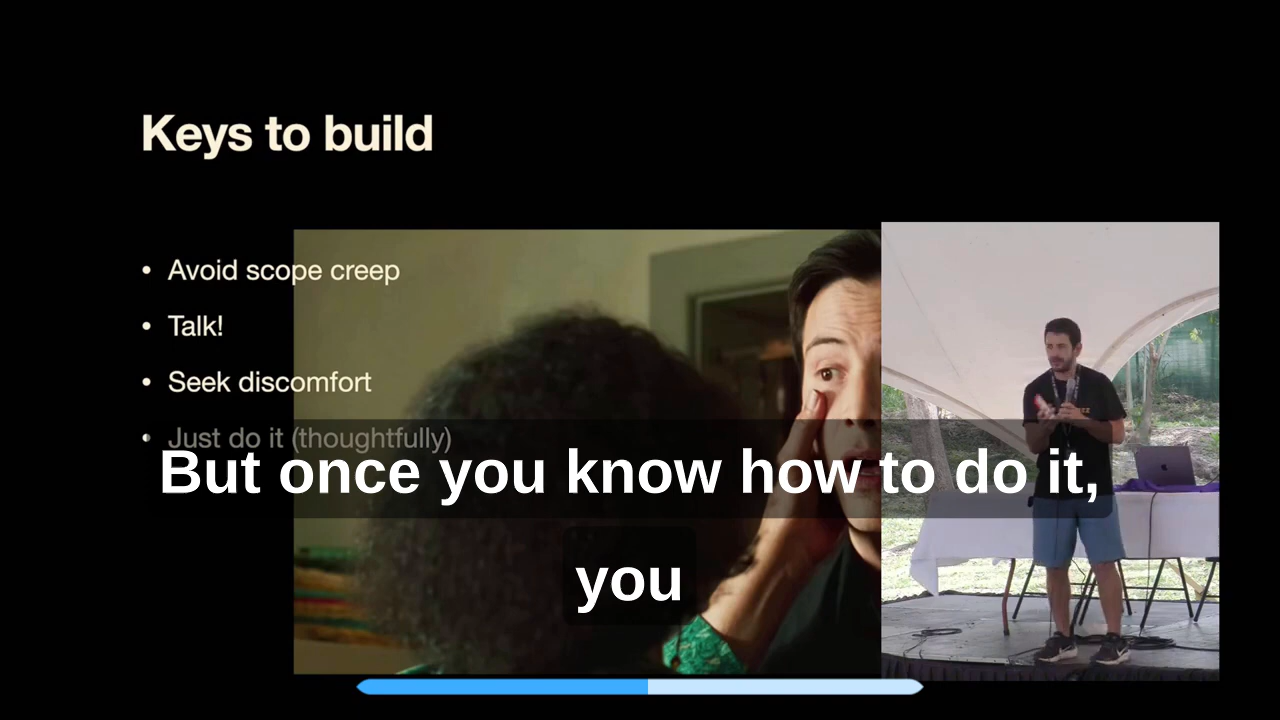 Keys to build
• Avoid scope creep
• Talk!
• Seek discomfort
• Just do it (thoughtfully)
But once you know how to do it,
you